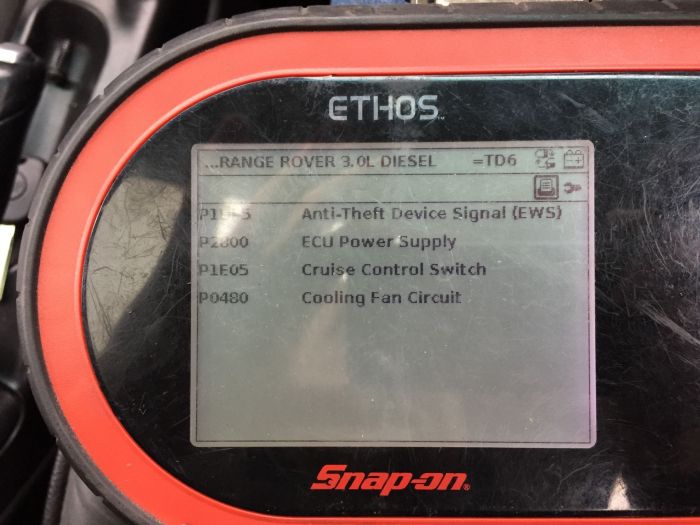 ETHOS
...RANGE ROVER 3.0L DIESEL =TD6
Anti-Theft Device Signal (EWS)
P2800 ECU Power Supply
P1E05 Cruise Control Switch
P0480 Cooling Fan Circuit
Snap-on®